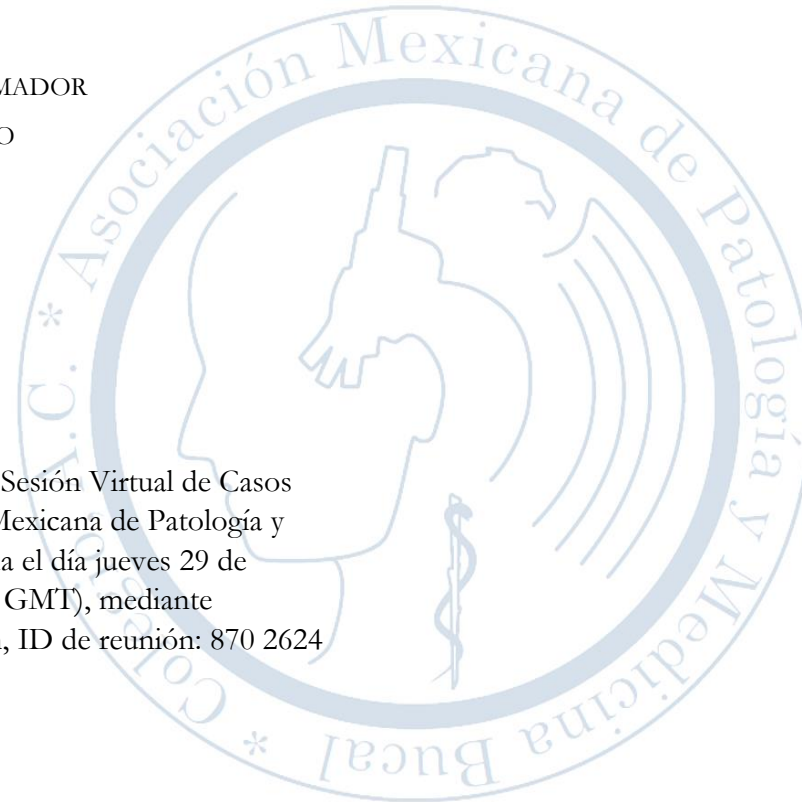 MADOR
O
Sesión Virtual de Casos
Mexicana de Patología y
a el día jueves 29 de
GMT), mediante
, ID de reunión: 870 2624
* Asociación Mexicana de Patología y Medicina Bucal * Colegio A.C.